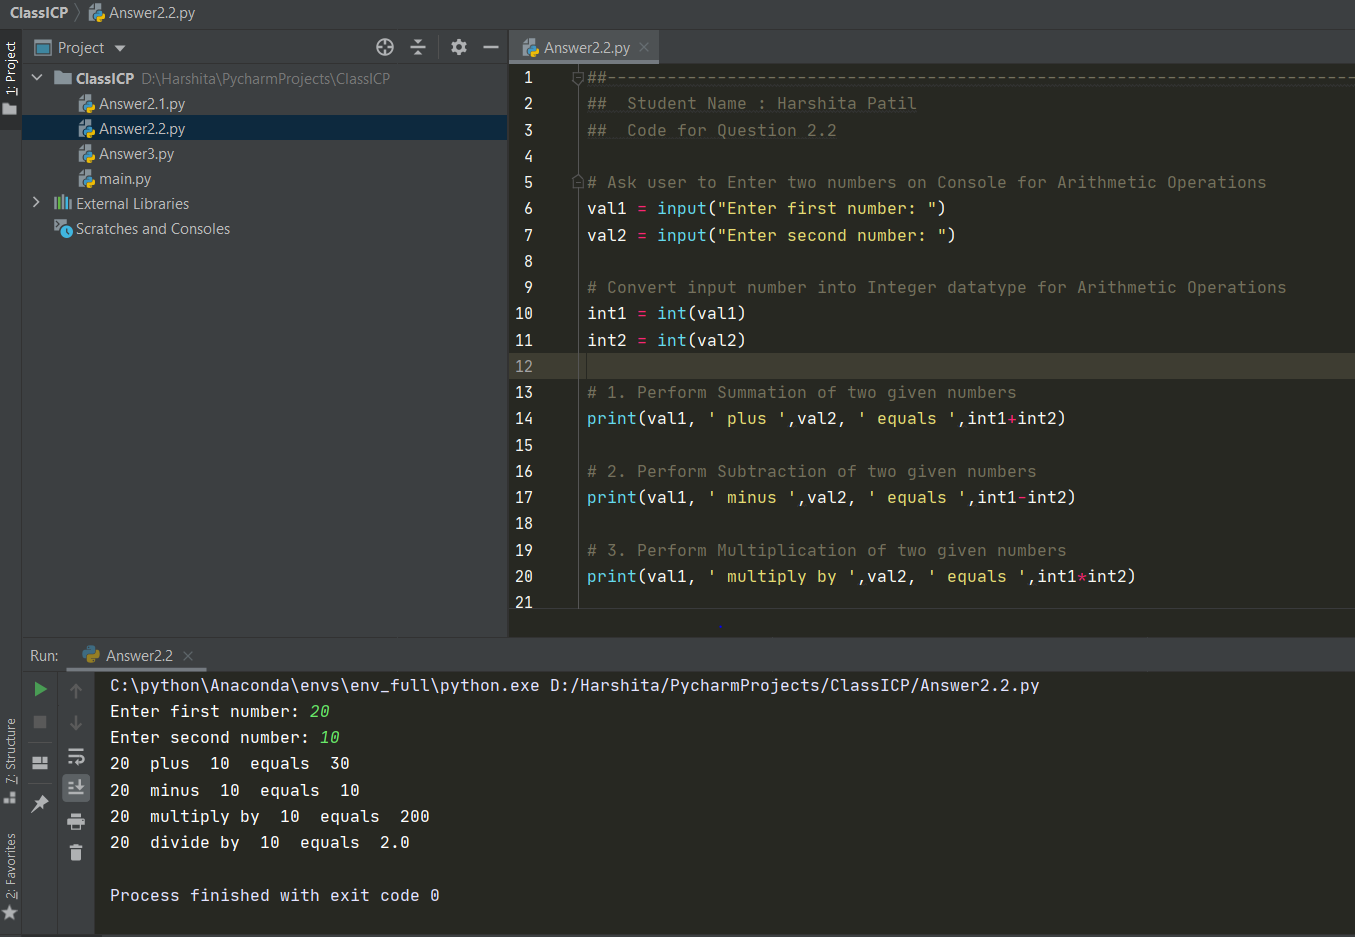 ClassICP Answer2.2.py
1: Project
Project
ClassICP D:\Harshita\PycharmProjects\ClassICP
Answer2.1.py
Answer2.2.py
Answer3.py
main.py
External Libraries
Scratches and Consoles
Answer2.2.py
1 ##---------------------------------------------------------------------------
2 ##  Student Name : Harshita Patil
3 ##  Code for Question 2.2
4
5 # Ask user to Enter two numbers on Console for Arithmetic Operations
6 val1 = input("Enter first number: ")
7 val2 = input("Enter second number: ")
8
9 # Convert input number into Integer datatype for Arithmetic Operations
10 int1 = int(val1)
11 int2 = int(val2)
12
13 # 1. Perform Summation of two given numbers
14 print(val1, ' plus ',val2, ' equals ',int1+int2)
15
16 # 2. Perform Subtraction of two given numbers
17 print(val1, ' minus ',val2, ' equals ',int1-int2)
18
19 # 3. Perform Multiplication of two given numbers
20 print(val1, ' multiply by ',val2, ' equals ',int1*int2)
21
Run: Answer2.2
7: Structure
2: Favorites
C:\python\Anaconda\envs\env_full\python.exe D:/Harshita/PycharmProjects/ClassICP/Answer2.2.py
Enter first number: 20
Enter second number: 10
20  plus  10  equals  30
20  minus  10  equals  10
20  multiply by  10  equals  200
20  divide by  10  equals  2.0
Process finished with exit code 0